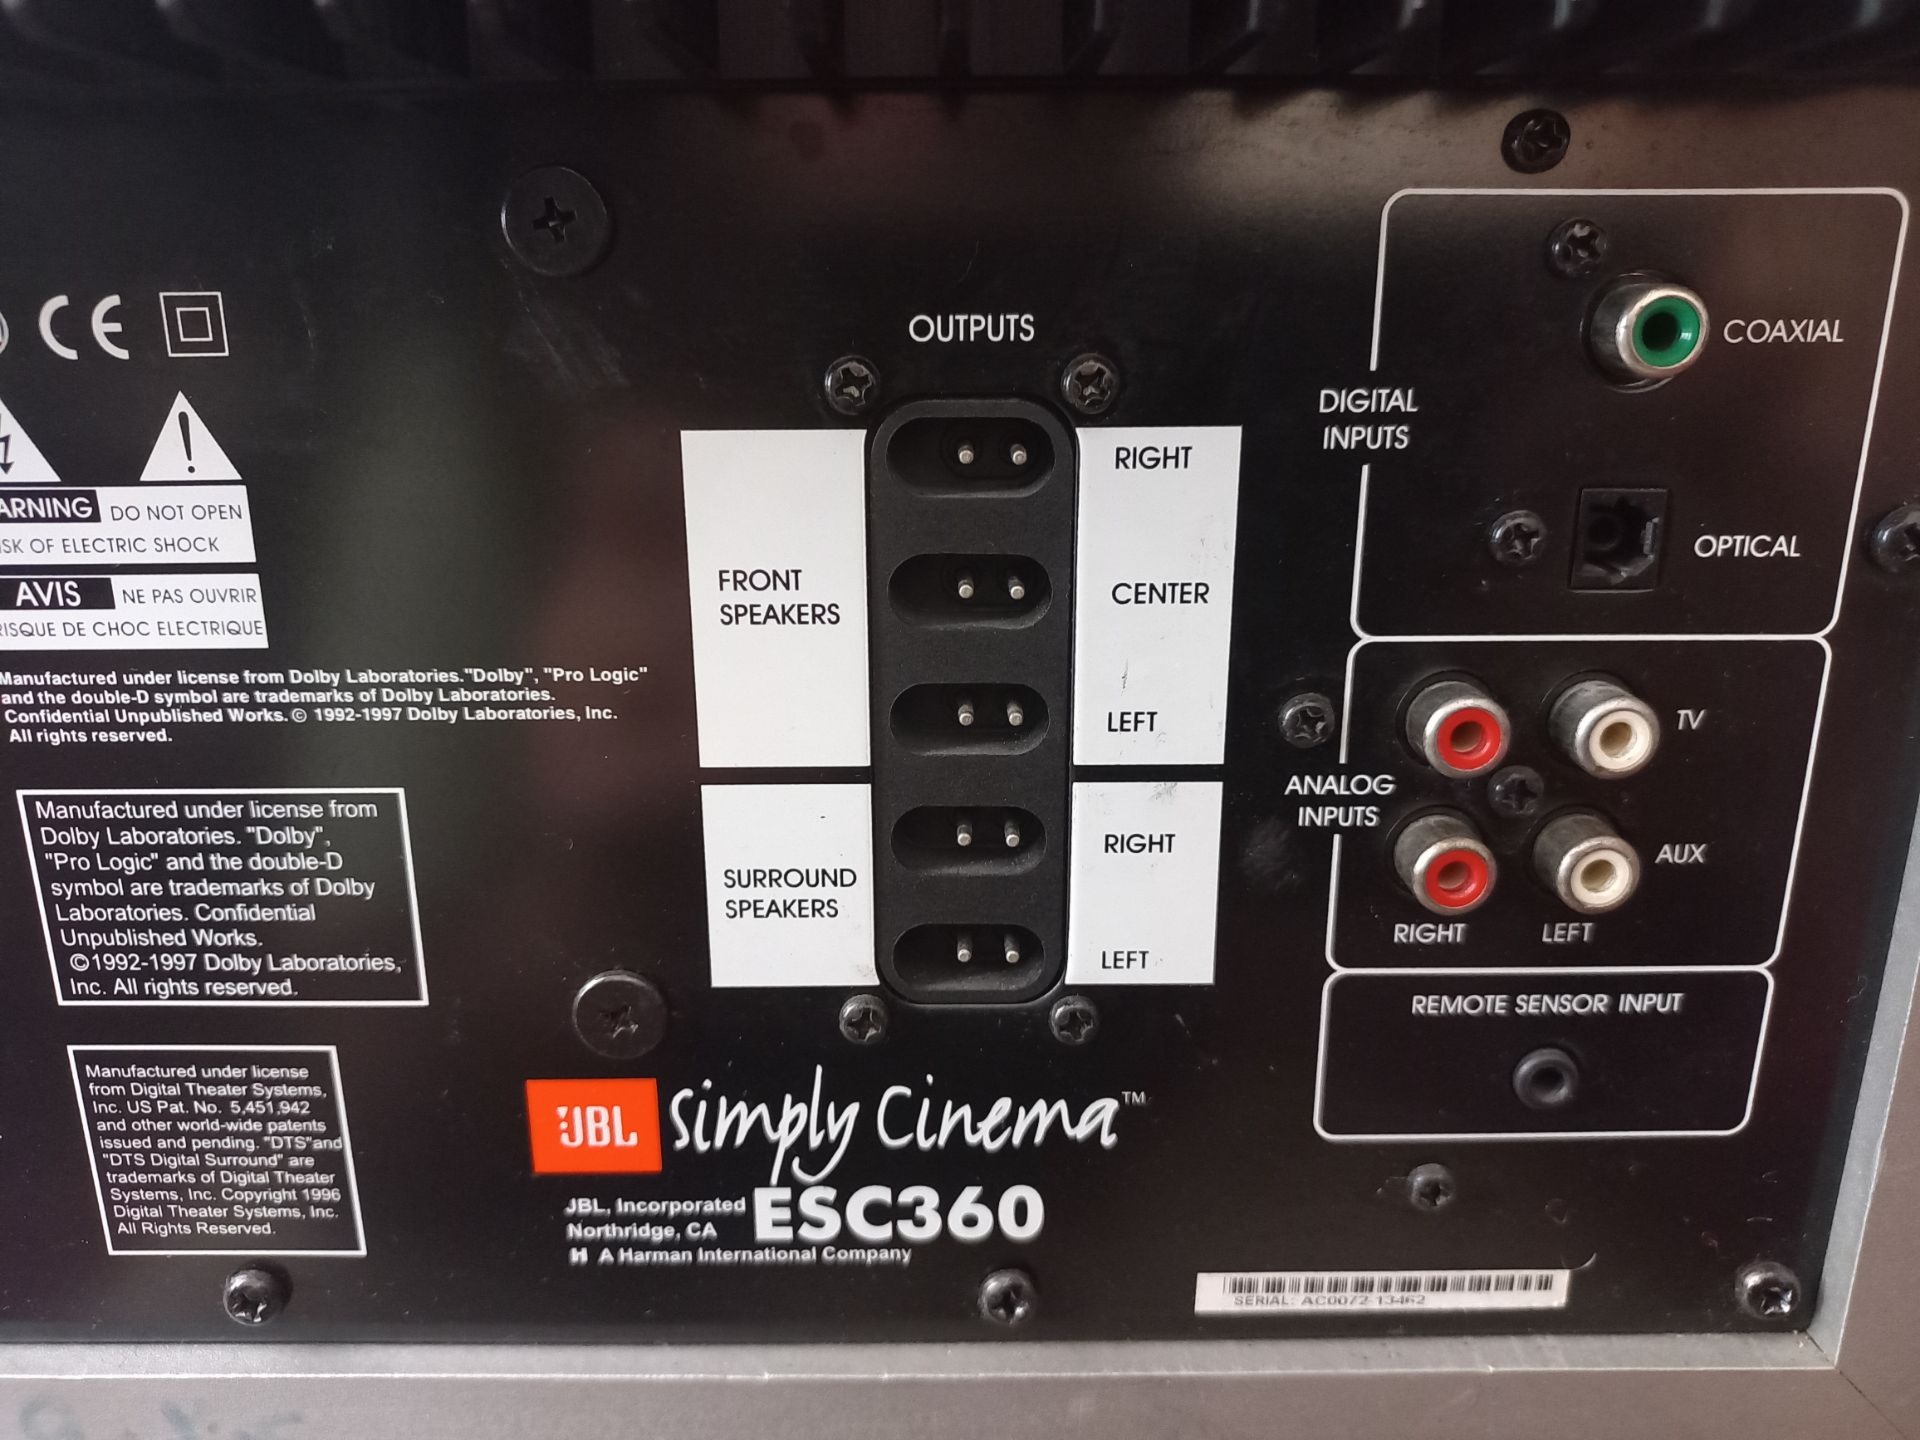 CE
ARNING DO NOT OPEN
ISK OF ELECTRIC SHOCK
AVIS NE PAS OUVRIR
RISQUE DE CHOC ELECTRIQUE
Manufactured under license from Dolby Laboratories."Dolby", "Pro Logic"
and the double-D symbol are trademarks of Dolby Laboratories.
Confidential Unpublished Works.© 1992-1997 Dolby Laboratories, Inc.
All rights reserved.
Manufactured under license from
Dolby Laboratories. "Dolby",
"Pro Logic" and the double-D
symbol are trademarks of Dolby
Laboratories. Confidential
Unpublished Works.
©1992-1997 Dolby Laboratories,
Inc. All rights reserved.
Manufactured under license
from Digital Theater Systems,
Inc. US Pat. No. 5,451,942
and other world-wide patents
issued and pending. "DTS"and
"DTS Digital Surround" are
trademarks of Digital Theater
Systems, Inc. Copyright 1996
Digital Theater Systems, Inc.
All Rights Reserved.
OUTPUTS
FRONT
SPEAKERS
RIGHT
CENTER
LEFT
SURROUND
SPEAKERS
RIGHT
LEFT
DIGITAL
INPUTS
COAXIAL
OPTICAL
ANALOG
INPUTS
TV
AUX
RIGHT LEFT
REMOTE SENSOR INPUT
JBL Simply Cinema™
JBL, Incorporated
Northridge, CA
ESC360
H A Harman International Company
SERIAL: AC0072-13462